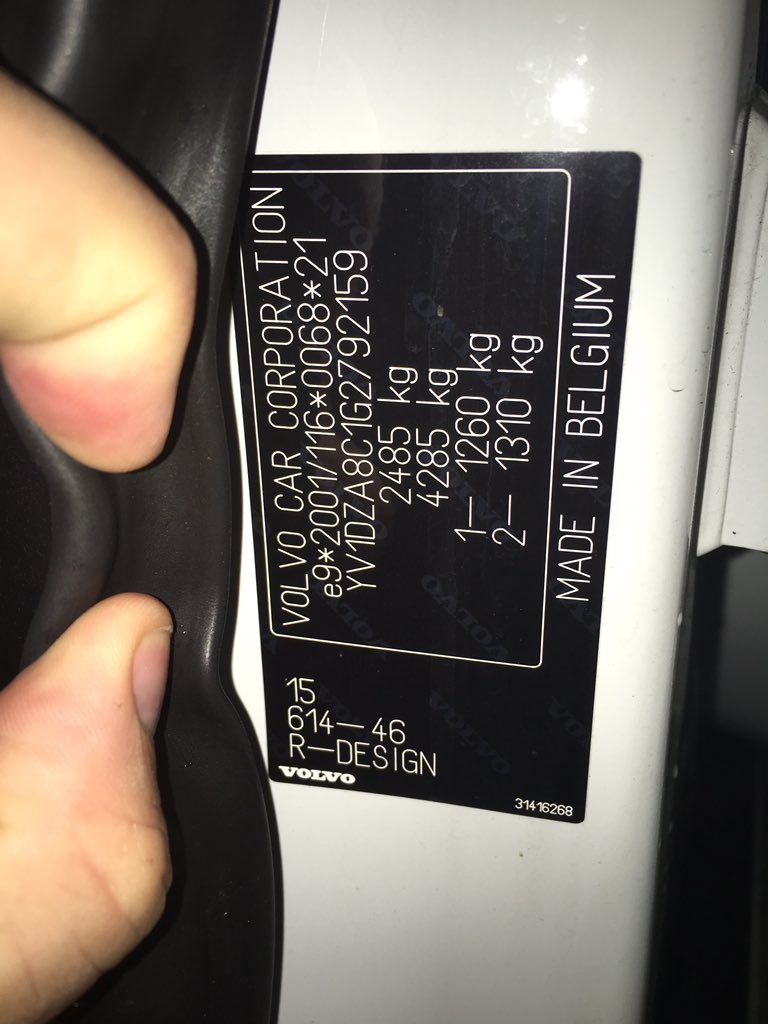 VOLVO CAR CORPORATION
e9*2001/116*0068*21
YV1DZA8C1G2792159
2485 kg
4285 kg
1— 1260 kg
2— 1310 kg
MADE IN BELGIUM
15
614—46
R—DESIGN
VOLVO
31416268